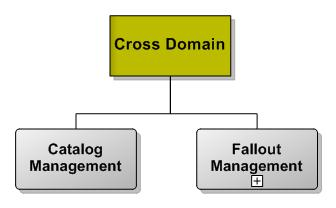 Cross Domain
Catalog
Management
Fallout
Management